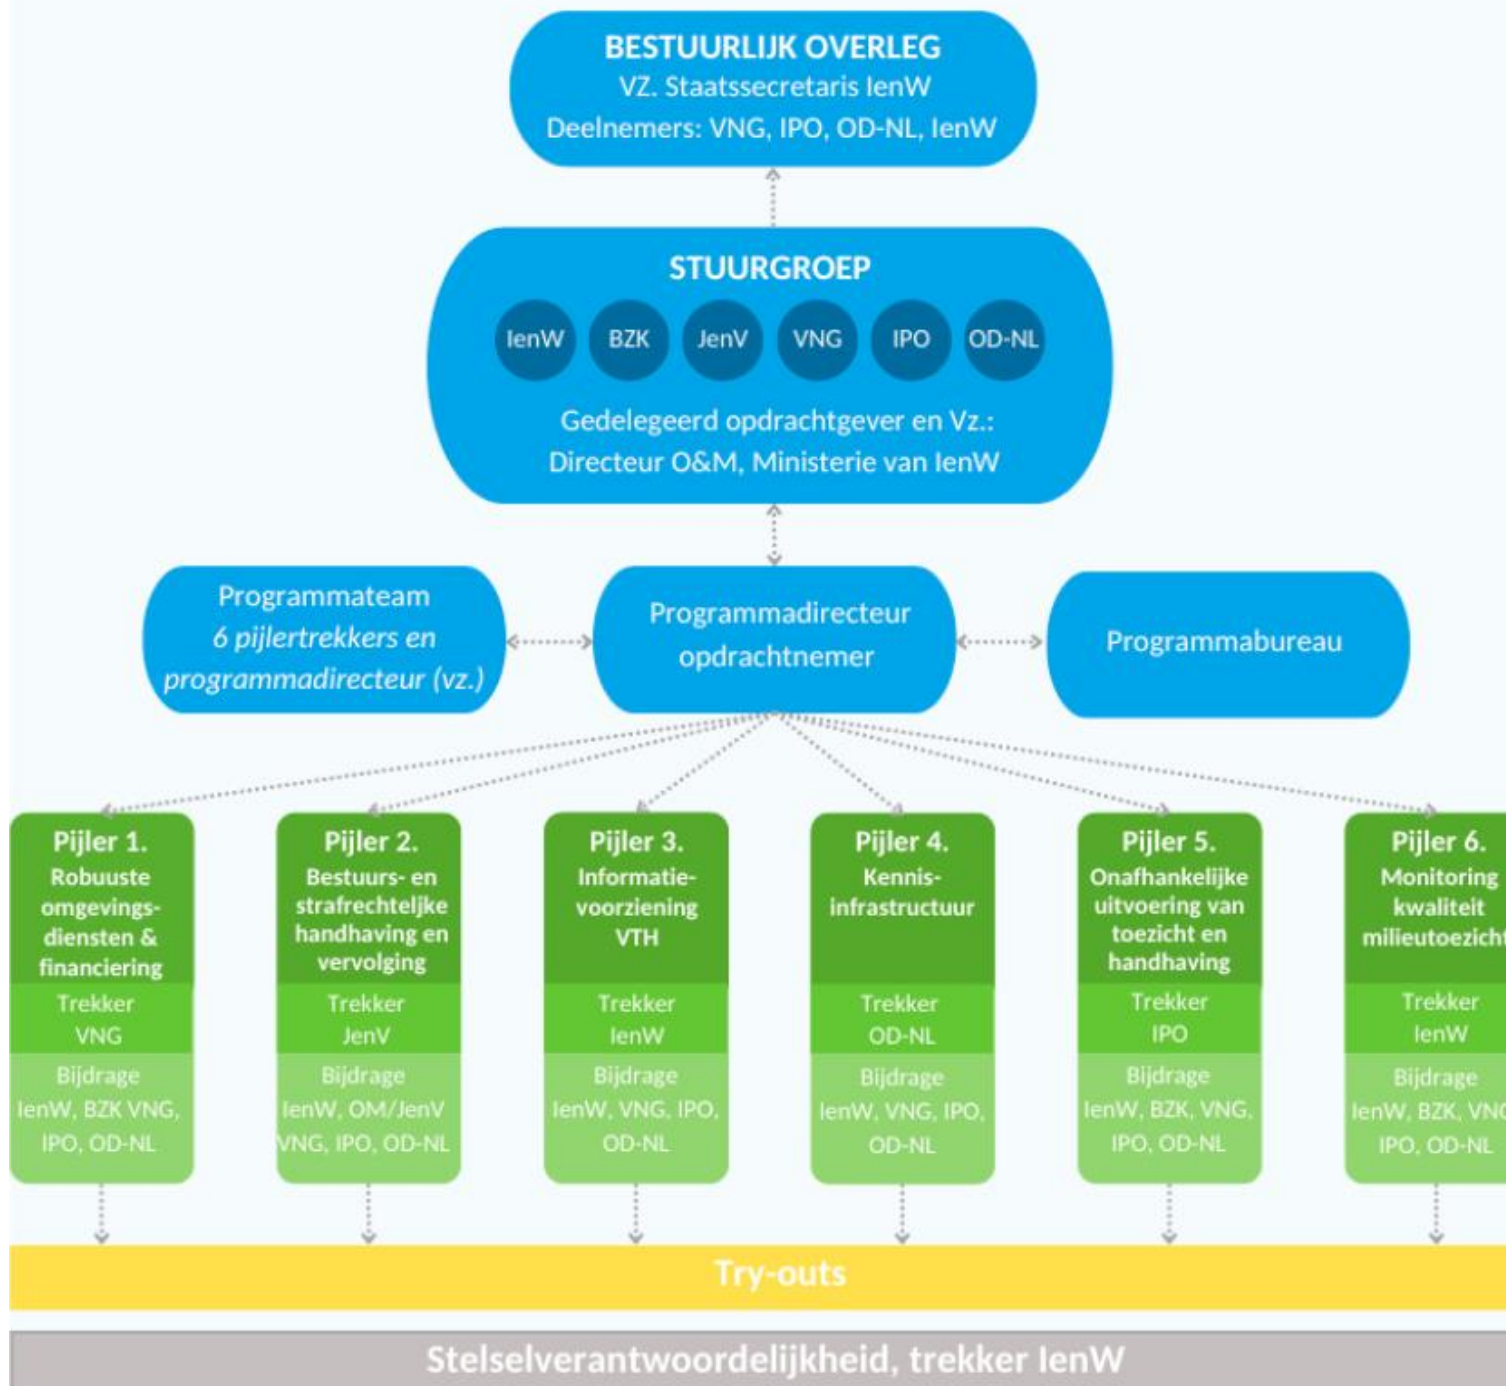 BESTUURLIJK OVERLEG
VZ. Staatssecretaris IenW
Deelnemers: VNG, IPO, OD-NL, IenW
STUURGROEP
IenW BZK JenV VNG IPO OD-NL
Gedelegeerd opdrachtgever en Vz.:
Directeur O&M, Ministerie van IenW
Programmateam
6 pijlertrekkers en
programmadirecteur (vz.)
Programmadirecteur
opdrachtnemer
Programmabureau
Pijler 1.
Robuuste
omgevings-
diensten &
financiering
Trekker
VNG
Bijdrage
IenW, BZK VNG,
IPO, OD-NL
Pijler 2.
Bestuurs- en
strafrechteljke
handhaving en
vervolging
Trekker
JenV
Bijdrage
IenW, OM/JenV
VNG, IPO, OD-NL
Pijler 3.
Informatie-
voorziening
VTH
Trekker
IenW
Bijdrage
IenW, VNG, IPO,
OD-NL
Pijler 4.
Kennis-
infrastructuur
Trekker
OD-NL
Bijdrage
IenW, VNG, IPO,
OD-NL
Pijler 5.
Onafhankelijke
uitvoering van
toezicht en
handhaving
Trekker
IPO
Bijdrage
IenW, BZK, VNG,
IPO, OD-NL
Pijler 6.
Monitoring
kwaliteit
milieutoezicht
Trekker
IenW
Bijdrage
IenW, BZK, VNG
IPO, OD-NL
Try-outs
Stelselverantwoordelijkheid, trekker IenW